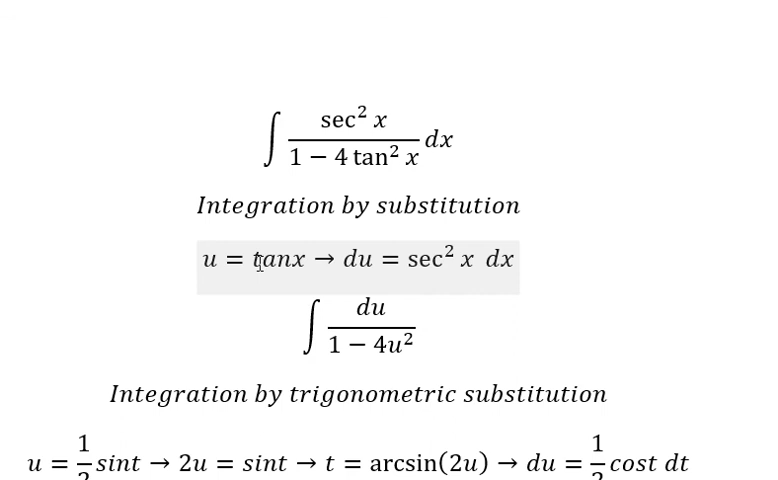 ∫ sec² x / (1 − 4 tan² x) dx
Integration by substitution
u = tanx → du = sec² x dx
∫ du / (1 − 4u²)
Integration by trigonometric substitution
u = 1/2 sint → 2u = sint → t = arcsin(2u) → du = 1/2 cost dt